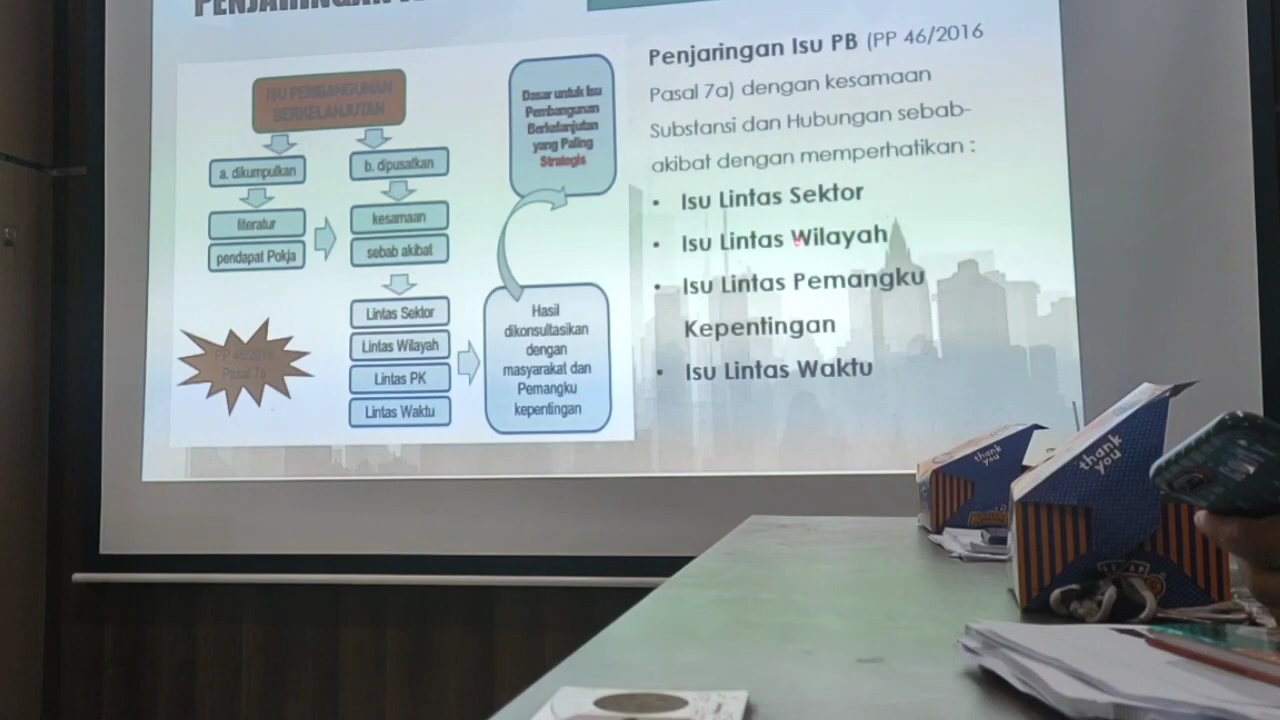 PENJARINGAN
ISU PEMBANGUNAN
BERKELANJUTAN
a. dikumpulkan
literatur
pendapat Pokja
b. dipusatkan
kesamaan
sebab akibat
Lintas Sektor
Lintas Wilayah
Lintas PK
Lintas Waktu
PP 46/2016
Pasal 7a
Dasar untuk Isu
Pembangunan
Berkelanjutan
yang Paling
Strategis
Hasil
dikonsultasikan
dengan
masyarakat dan
Pemangku
kepentingan
Penjaringan Isu PB (PP 46/2016
Pasal 7a) dengan kesamaan
Substansi dan Hubungan sebab-
akibat dengan memperhatikan :
• Isu Lintas Sektor
• Isu Lintas Wilayah
• Isu Lintas Pemangku
Kepentingan
• Isu Lintas Waktu
thank
you
thank
you